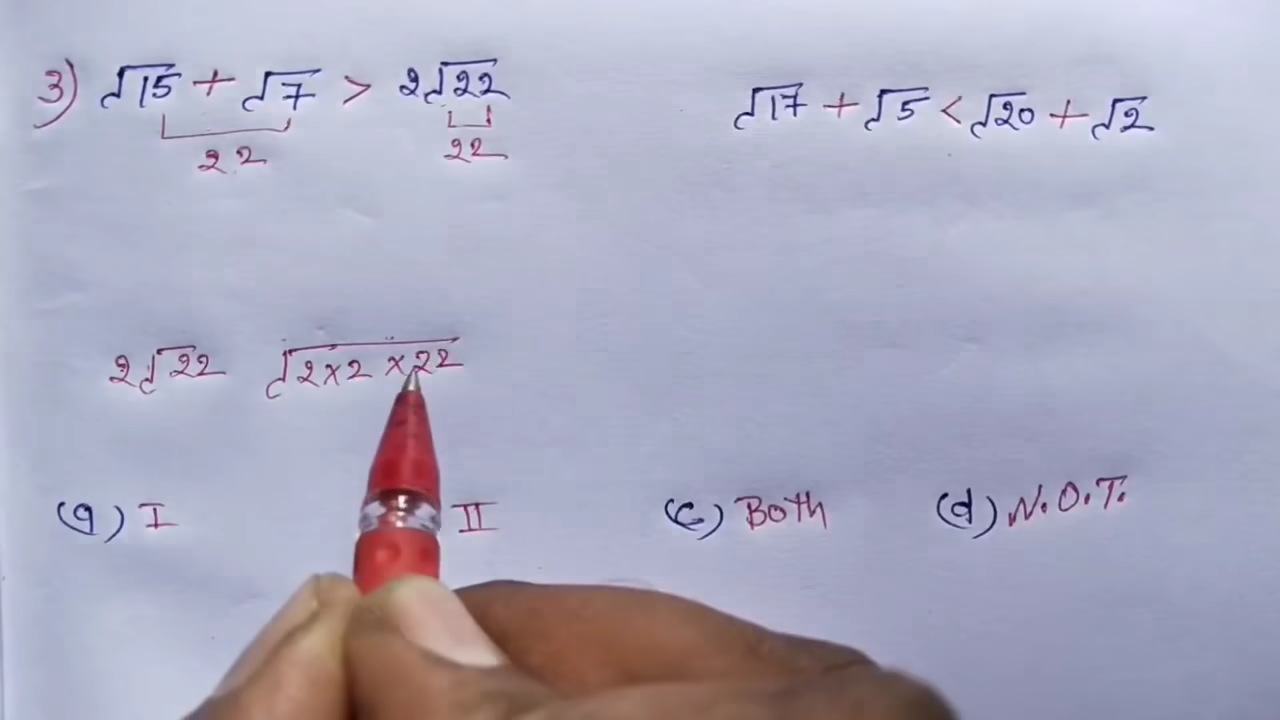 3) √15 + √7 > 2√22
22 22
√17 + √5 < √20 + √2
2√22 √2×2×22
(a) I II (c) Both (d) N.O.T.